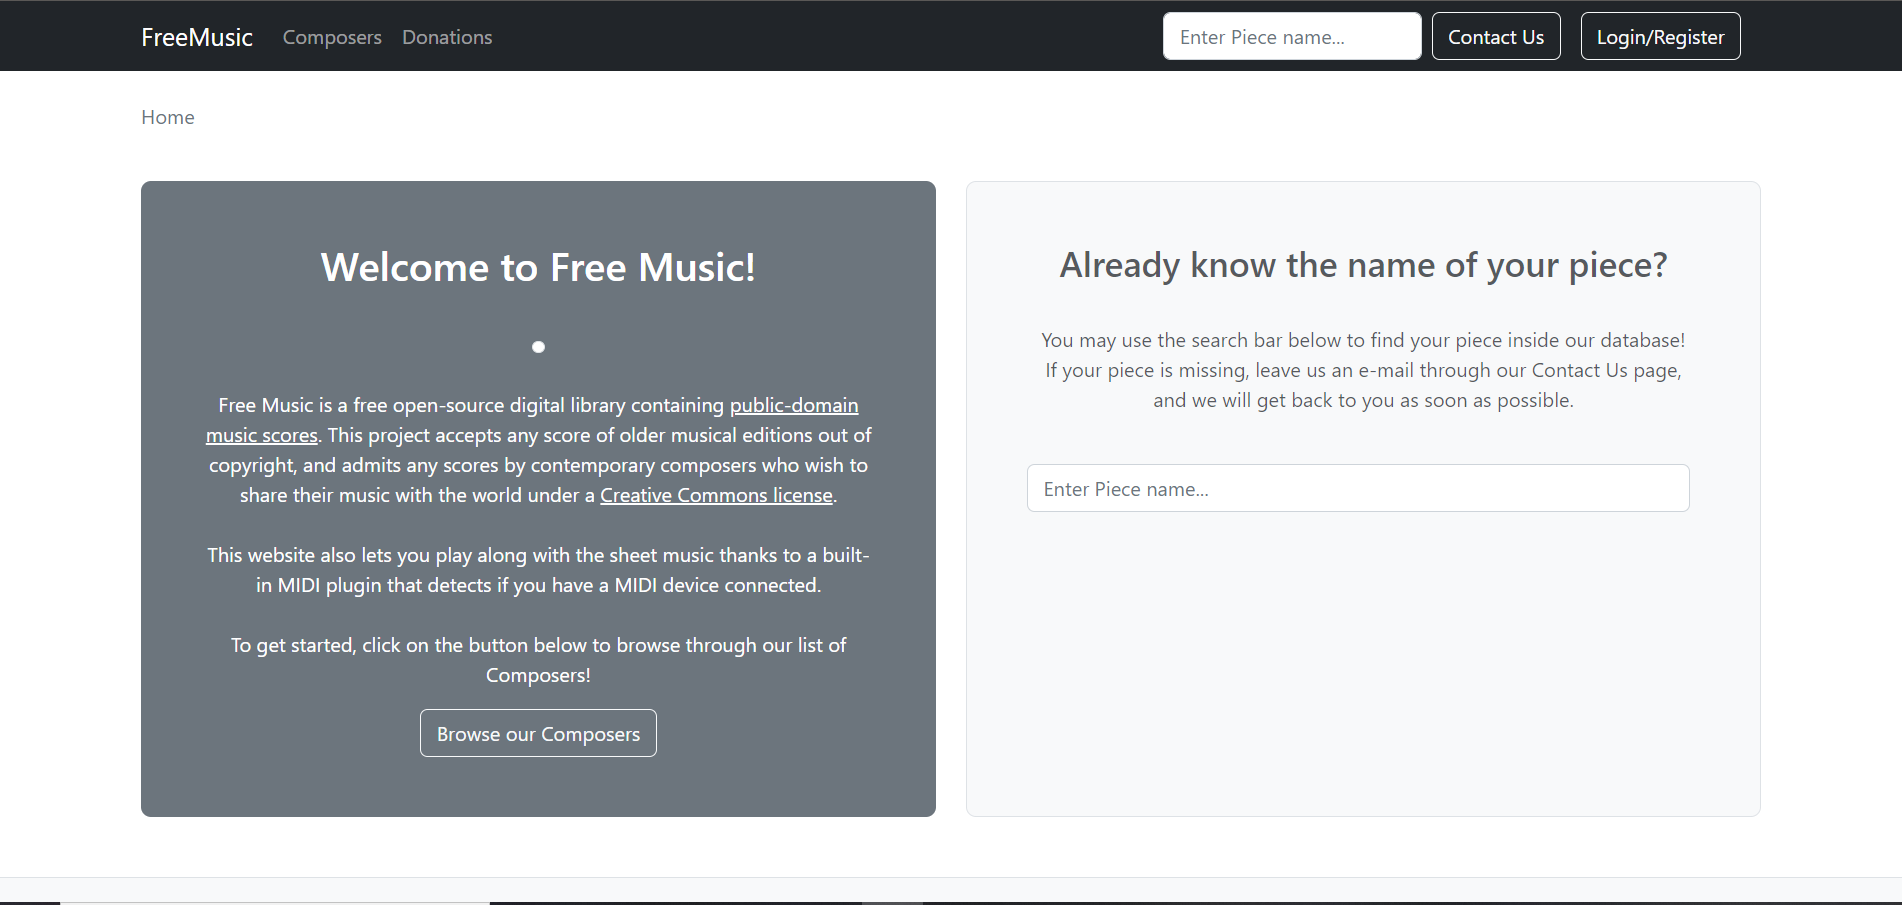 FreeMusic Composers Donations Enter Piece name... Contact Us Login/Register
Home
Welcome to Free Music!
Free Music is a free open-source digital library containing public-domain
music scores. This project accepts any score of older musical editions out of
copyright, and admits any scores by contemporary composers who wish to
share their music with the world under a Creative Commons license.
This website also lets you play along with the sheet music thanks to a built-
in MIDI plugin that detects if you have a MIDI device connected.
To get started, click on the button below to browse through our list of
Composers!
Browse our Composers
Already know the name of your piece?
You may use the search bar below to find your piece inside our database!
If your piece is missing, leave us an e-mail through our Contact Us page,
and we will get back to you as soon as possible.
Enter Piece name...